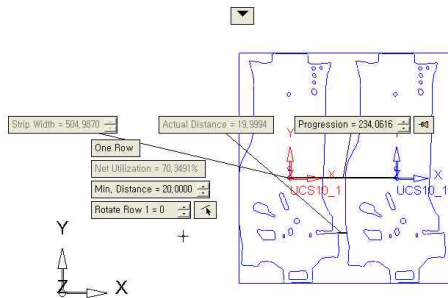 Strip Width = 504,9870
Actual Distance = 19,9994
Progression = 234,0616
One Row
Net Utilization = 70,3491%
Min. Distance = 20,0000
Rotate Row 1 = 0
Y
X
UCS10_1
Y
X
UCS10_1
Y
Z
X